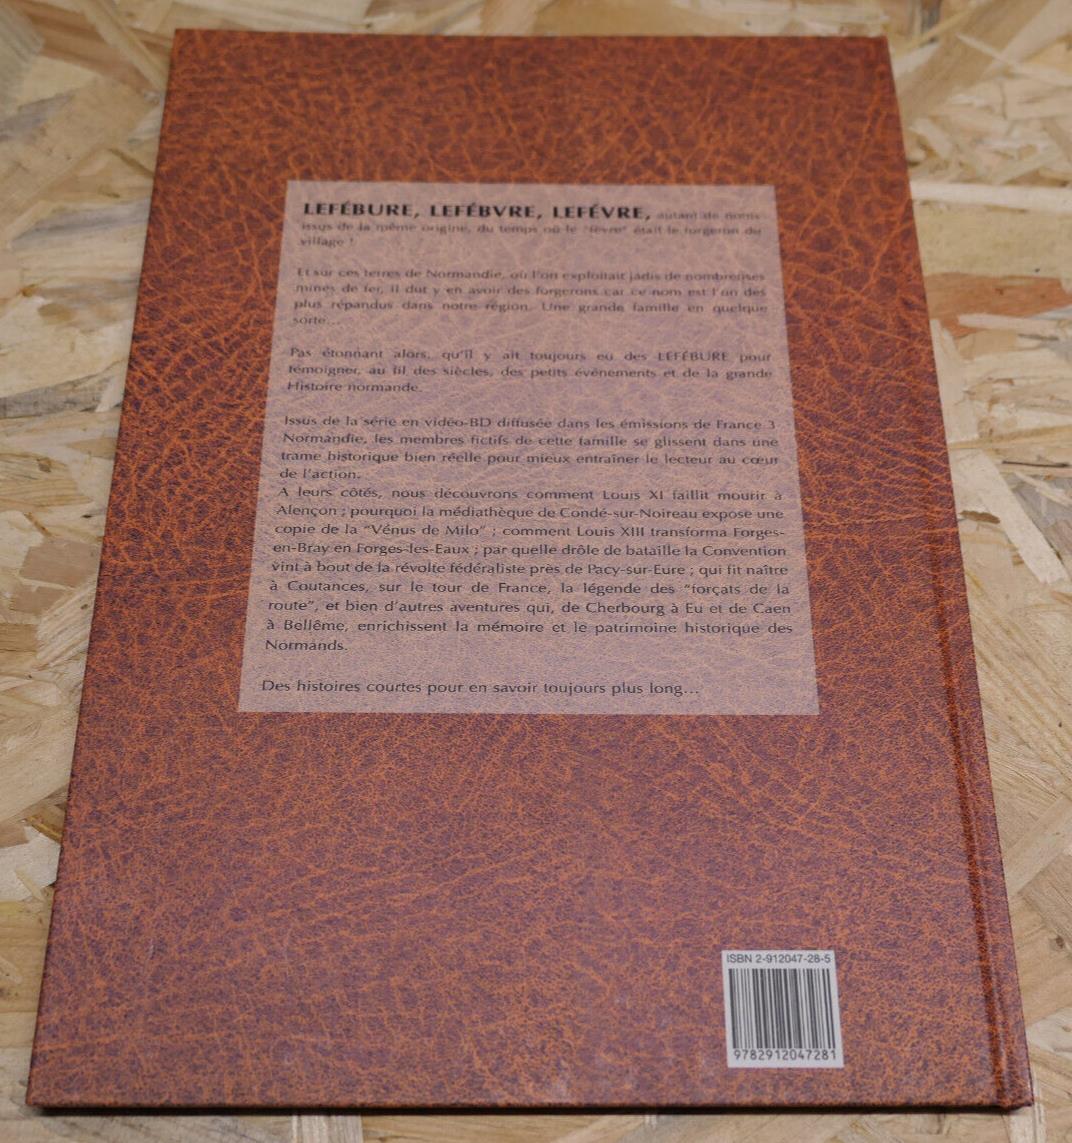 LEFÉBURE, LEFÉBVRE, LEFÉVRE, autant de noms
issus de la même origine, du temps où le "fèvre" était le forgeron du
village !
Et sur ces terres de Normandie, où l'on exploitait jadis de nombreuses
mines de fer, il dut y en avoir des forgerons car ce nom est l'un des
plus répandus dans notre région. Une grande famille en quelque
sorte...
Pas étonnant alors, qu'il y ait toujours eu des LEFÉBURE pour
témoigner, au fil des siècles, des petits événements et de la grande
Histoire normande.
Issus de la série en vidéo-BD diffusée dans les émissions de France 3
Normandie, les membres fictifs de cette famille se glissent dans une
trame historique bien réelle pour mieux entraîner le lecteur au cœur
de l'action.
A leurs côtés, nous découvrons comment Louis XI faillit mourir à
Alençon ; pourquoi la médiathèque de Condé-sur-Noireau expose une
copie de la "Vénus de Milo" ; comment Louis XIII transforma Forges-
en-Bray en Forges-les-Eaux ; par quelle drôle de bataille la Convention
vint à bout de la révolte fédéraliste près de Pacy-sur-Eure ; qui fit naître
à Coutances, sur le tour de France, la légende des "forçats de la
route", et bien d'autres aventures qui, de Cherbourg à Eu et de Caen
à Bellême, enrichissent la mémoire et le patrimoine historique des
Normands.
Des histoires courtes pour en savoir toujours plus long...
ISBN 2-912047-28-5
9782912047281